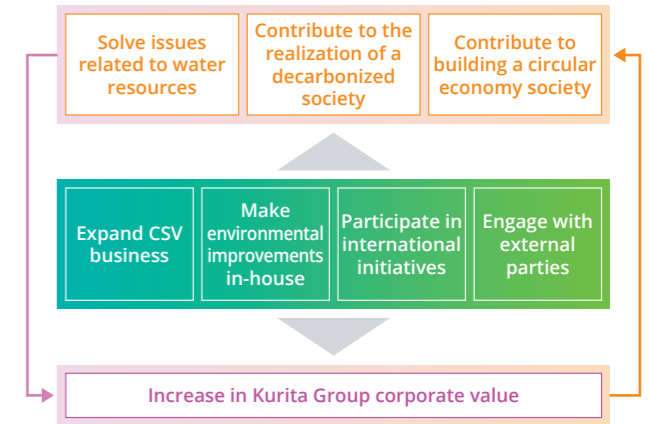 Solve issues
related to water
resources
Contribute to the
realization of a
decarbonized
society
Contribute to
building a circular
economy society
Expand CSV
business
Make
environmental
improvements
in-house
Participate in
international
initiatives
Engage with
external
parties
Increase in Kurita Group corporate value